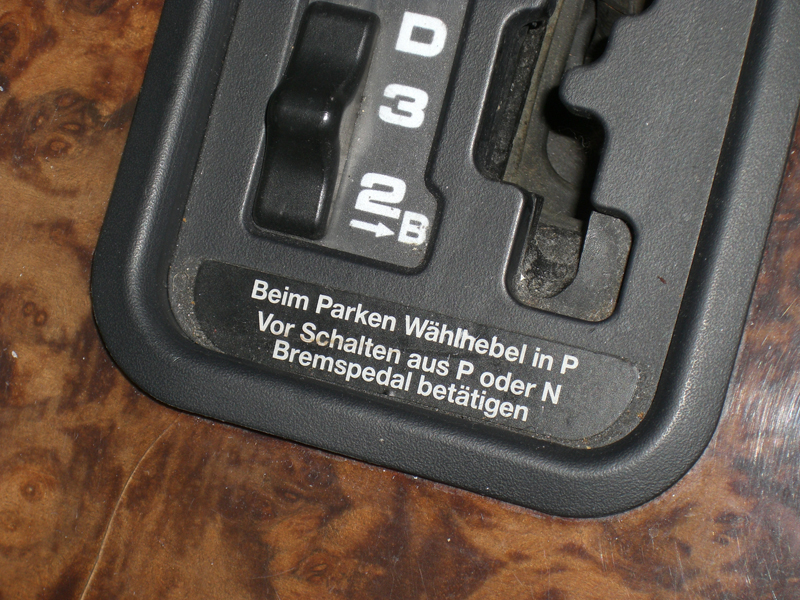 D
3
2
→B
Beim Parken Wählhebel in P
Vor Schalten aus P oder N
Bremspedal betätigen